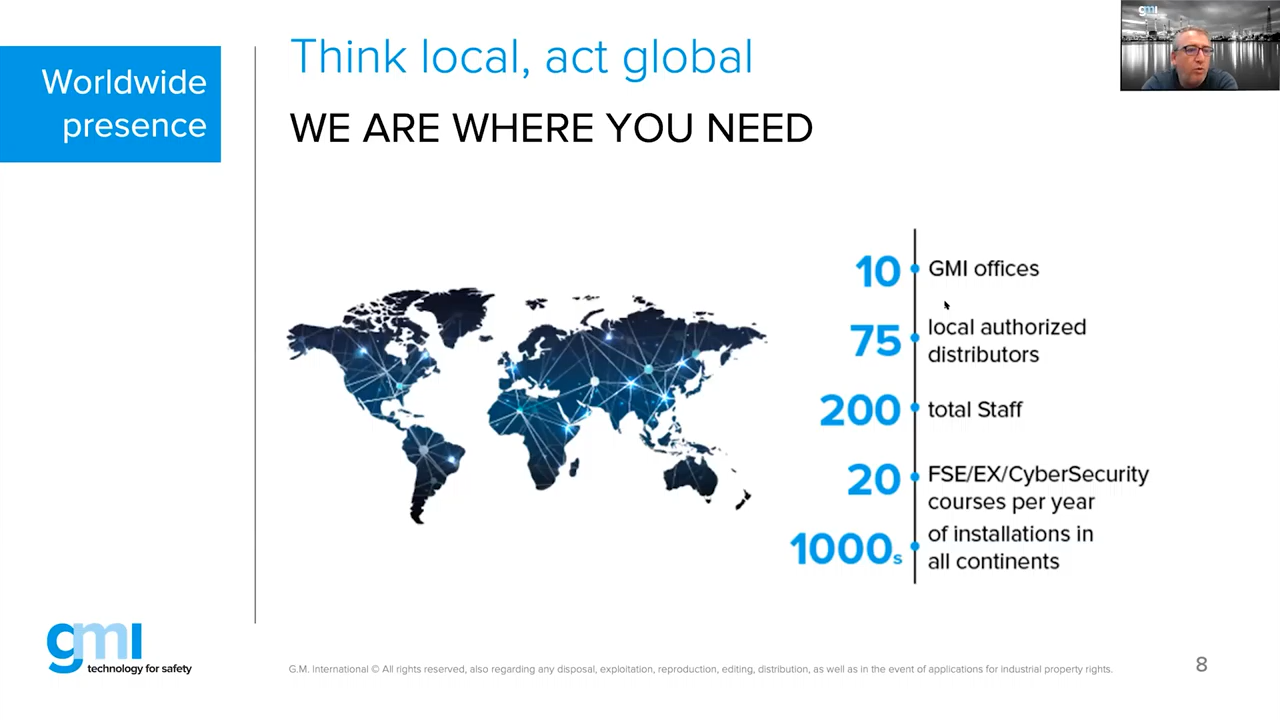 Worldwide
presence
Think local, act global
WE ARE WHERE YOU NEED
gmi
10 GMI offices
75 local authorized
distributors
200 total Staff
20 FSE/EX/CyberSecurity
courses per year
1000s of installations in
all continents
gmi
technology for safety
G.M. International © All rights reserved, also regarding any disposal, exploitation, reproduction, editing, distribution, as well as in the event of applications for industrial property rights.
8